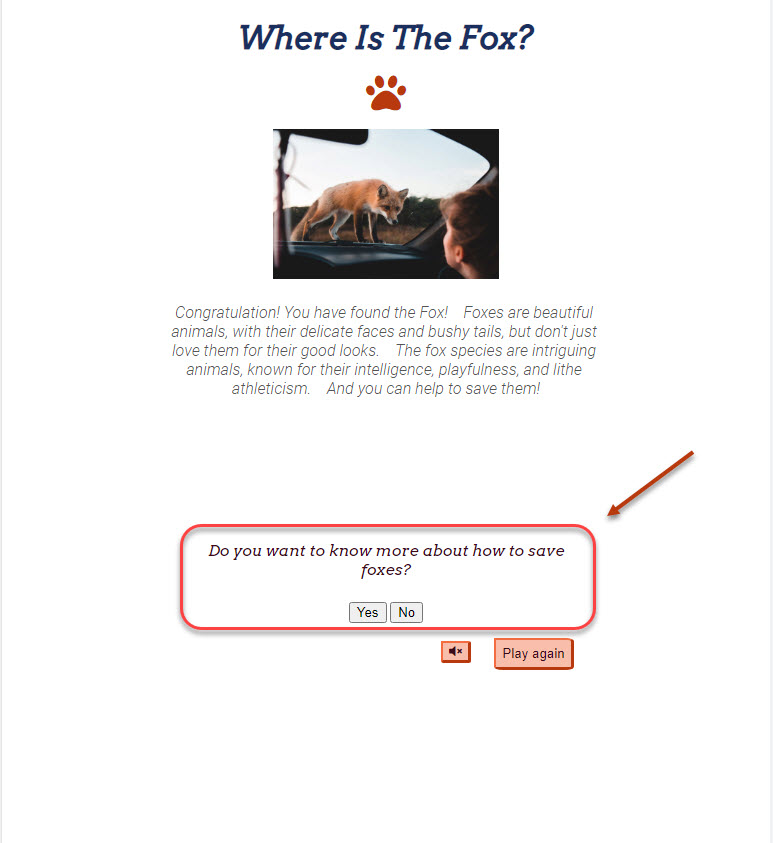 Where Is The Fox?
Congratulation! You have found the Fox! Foxes are beautiful
animals, with their delicate faces and bushy tails, but don't just
love them for their good looks. The fox species are intriguing
animals, known for their intelligence, playfulness, and lithe
athleticism. And you can help to save them!
Do you want to know more about how to save
foxes?
Yes No
Play again